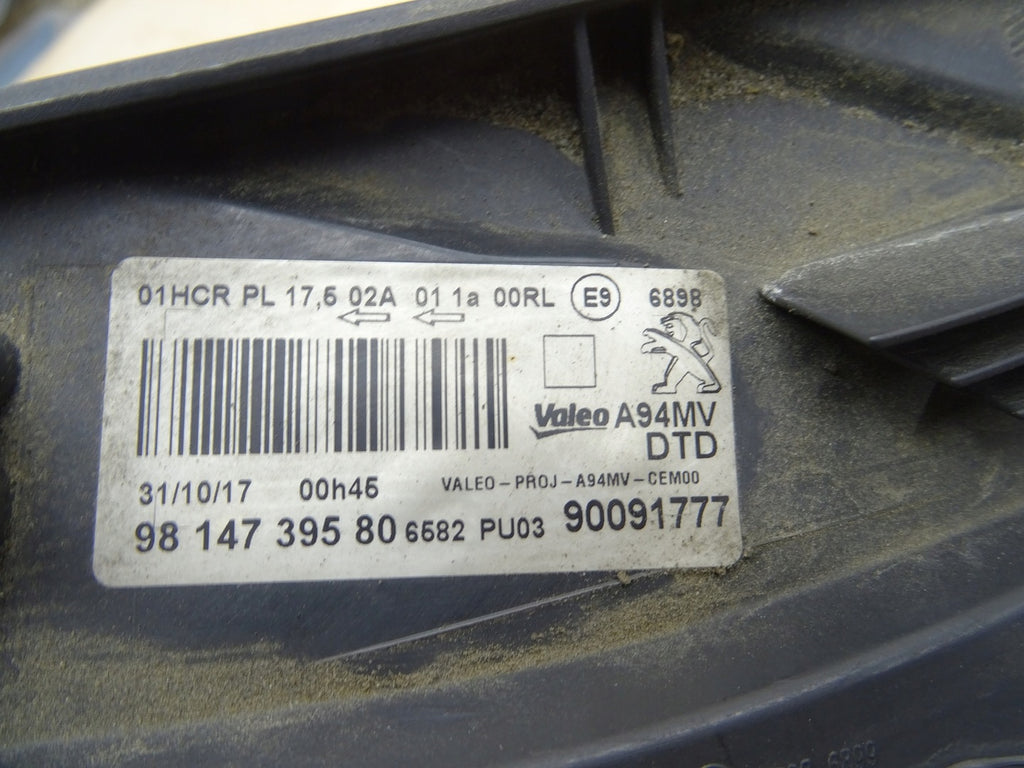 01HCR PL 17,5 02A 01 1a 00RL E9 6898
Valeo A94MV
DTD
31/10/17 00h45 VALEO-PROJ-A94MV-CEM00
98 147 395 80 6582 PU03 90091777